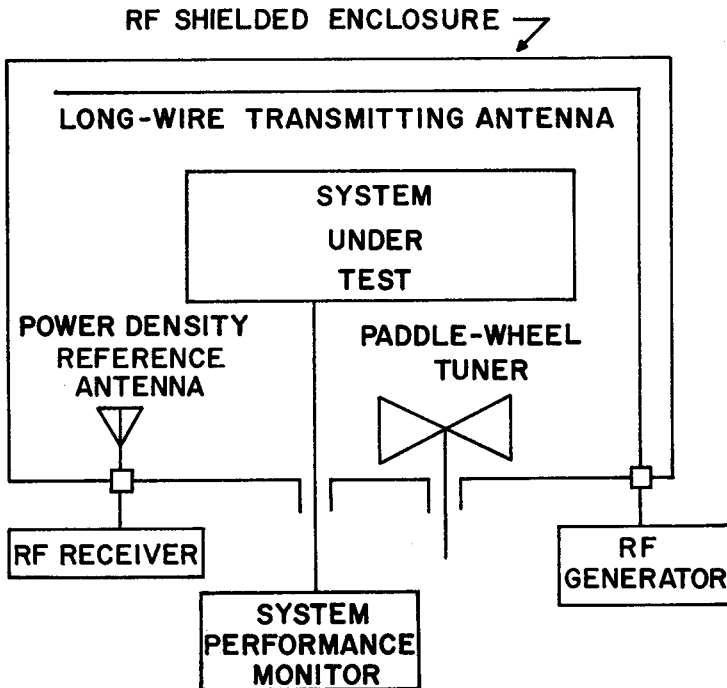 RF SHIELDED ENCLOSURE
LONG-WIRE TRANSMITTING ANTENNA
SYSTEM
UNDER
TEST
POWER DENSITY
REFERENCE
ANTENNA
PADDLE-WHEEL
TUNER
RF RECEIVER
RF
GENERATOR
SYSTEM
PERFORMANCE
MONITOR